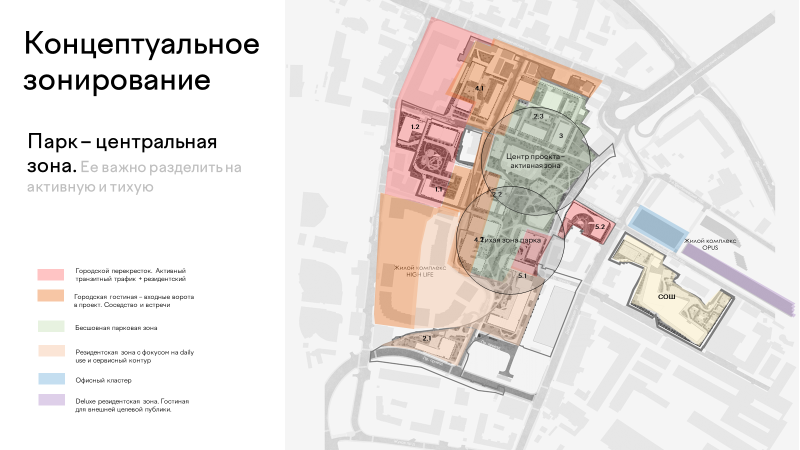 Концептуальное
зонирование
Парк – центральная
зона. Ее важно разделить на
активную и тихую
Городской перекресток. Активный
транзитный трафик + резидентский
Городская гостиная - входные ворота
в проект. Соседство и встречи
Бесшовная парковая зона
Резидентская зона с фокусом на daily
use и сервисный контур
Офисный кластер
Deluxe резидентская зона. Гостиная
для внешней целевой публики.
4.1
1.2
2.3
3
Центр проекта –
активная зона
1.1
2.2
4.2
Тихая зона парка
5.2
5.1
Жилой комплекс
HIGH LIFE
Жилой комплекс
OPUS
СОШ
2.1